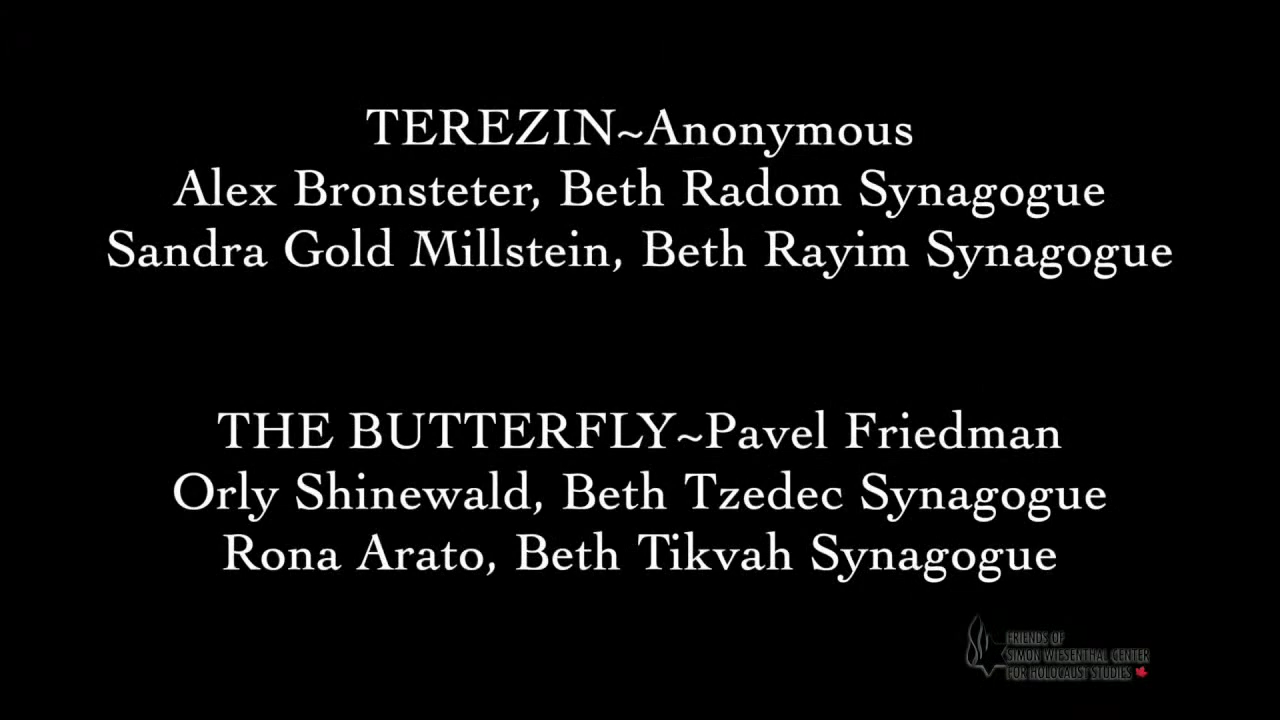 TEREZIN~Anonymous
Alex Bronsteter, Beth Radom Synagogue
Sandra Gold Millstein, Beth Rayim Synagogue
THE BUTTERFLY~Pavel Friedman
Orly Shinewald, Beth Tzedec Synagogue
Rona Arato, Beth Tikvah Synagogue
FRIENDS OF
SIMON WIESENTHAL CENTER
FOR HOLOCAUST STUDIES